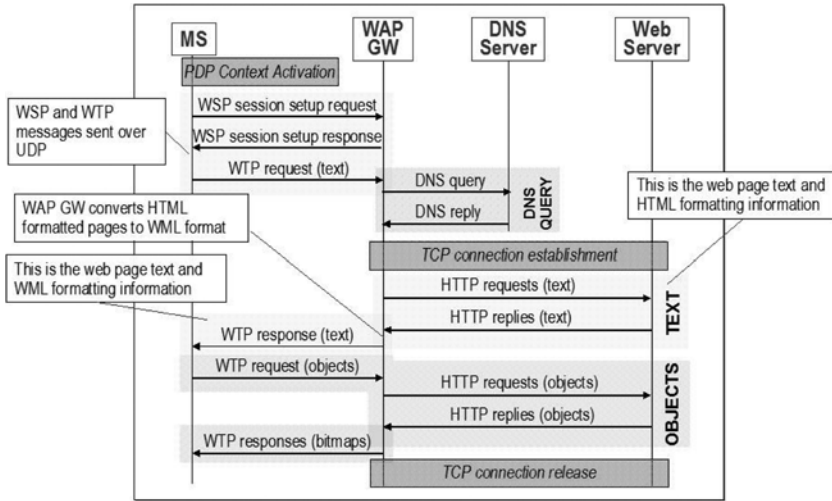 MS
WAP
GW
DNS
Server
Web
Server
PDP Context Activation
WSP session setup request
WSP and WTP
messages sent over
UDP
WSP session setup response
WTP request (text)
DNS query
DNS reply
DNS
QUERY
This is the web page text and
HTML formatting information
WAP GW converts HTML
formatted pages to WML format
TCP connection establishment
This is the web page text and
WML formatting information
HTTP requests (text)
HTTP replies (text)
TEXT
WTP response (text)
WTP request (objects)
HTTP requests (objects)
HTTP replies (objects)
OBJECTS
WTP responses (bitmaps)
TCP connection release